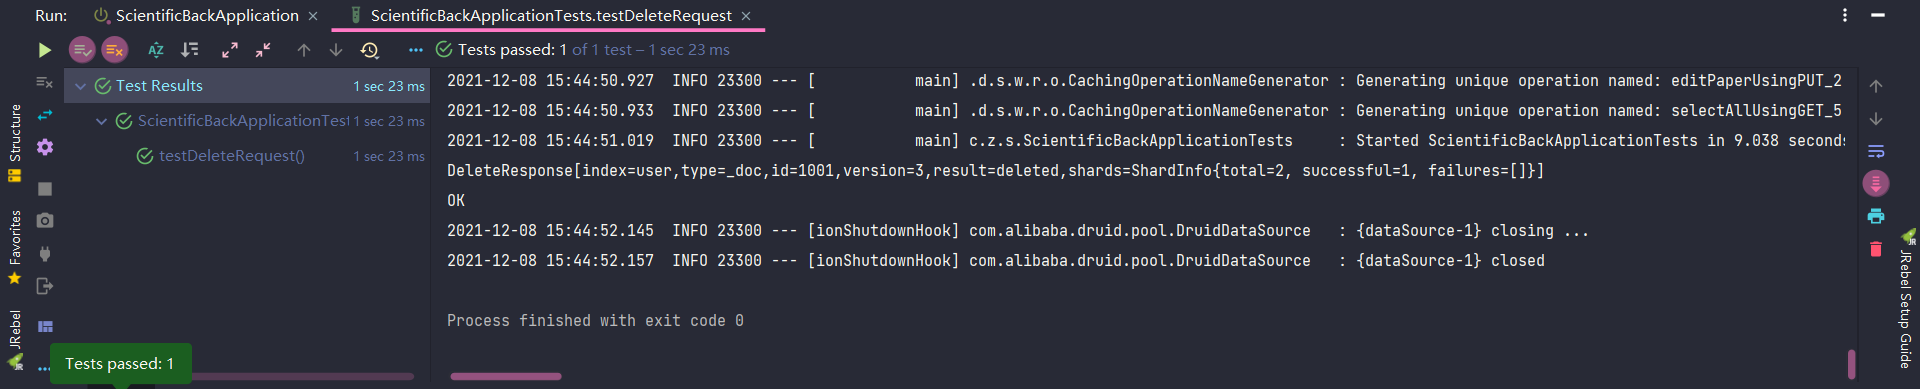 Run: ScientificBackApplication × ScientificBackApplicationTests.testDeleteRequest ×
Tests passed: 1 of 1 test – 1 sec 23 ms
Test Results 1 sec 23 ms
ScientificBackApplicationTest 1 sec 23 ms
testDeleteRequest() 1 sec 23 ms
2021-12-08 15:44:50.927  INFO 23300 --- [           main] .d.s.w.r.o.CachingOperationNameGenerator : Generating unique operation named: editPaperUsingPUT_2
2021-12-08 15:44:50.933  INFO 23300 --- [           main] .d.s.w.r.o.CachingOperationNameGenerator : Generating unique operation named: selectAllUsingGET_5
2021-12-08 15:44:51.019  INFO 23300 --- [           main] c.z.s.ScientificBackApplicationTests     : Started ScientificBackApplicationTests in 9.038 seconds
DeleteResponse[index=user,type=_doc,id=1001,version=3,result=deleted,shards=ShardInfo{total=2, successful=1, failures=[]}]
OK
2021-12-08 15:44:52.145  INFO 23300 --- [ionShutdownHook] com.alibaba.druid.pool.DruidDataSource   : {dataSource-1} closing ...
2021-12-08 15:44:52.157  INFO 23300 --- [ionShutdownHook] com.alibaba.druid.pool.DruidDataSource   : {dataSource-1} closed
Process finished with exit code 0
Tests passed: 1
Structure
Favorites
JRebel
JRebel Setup Guide